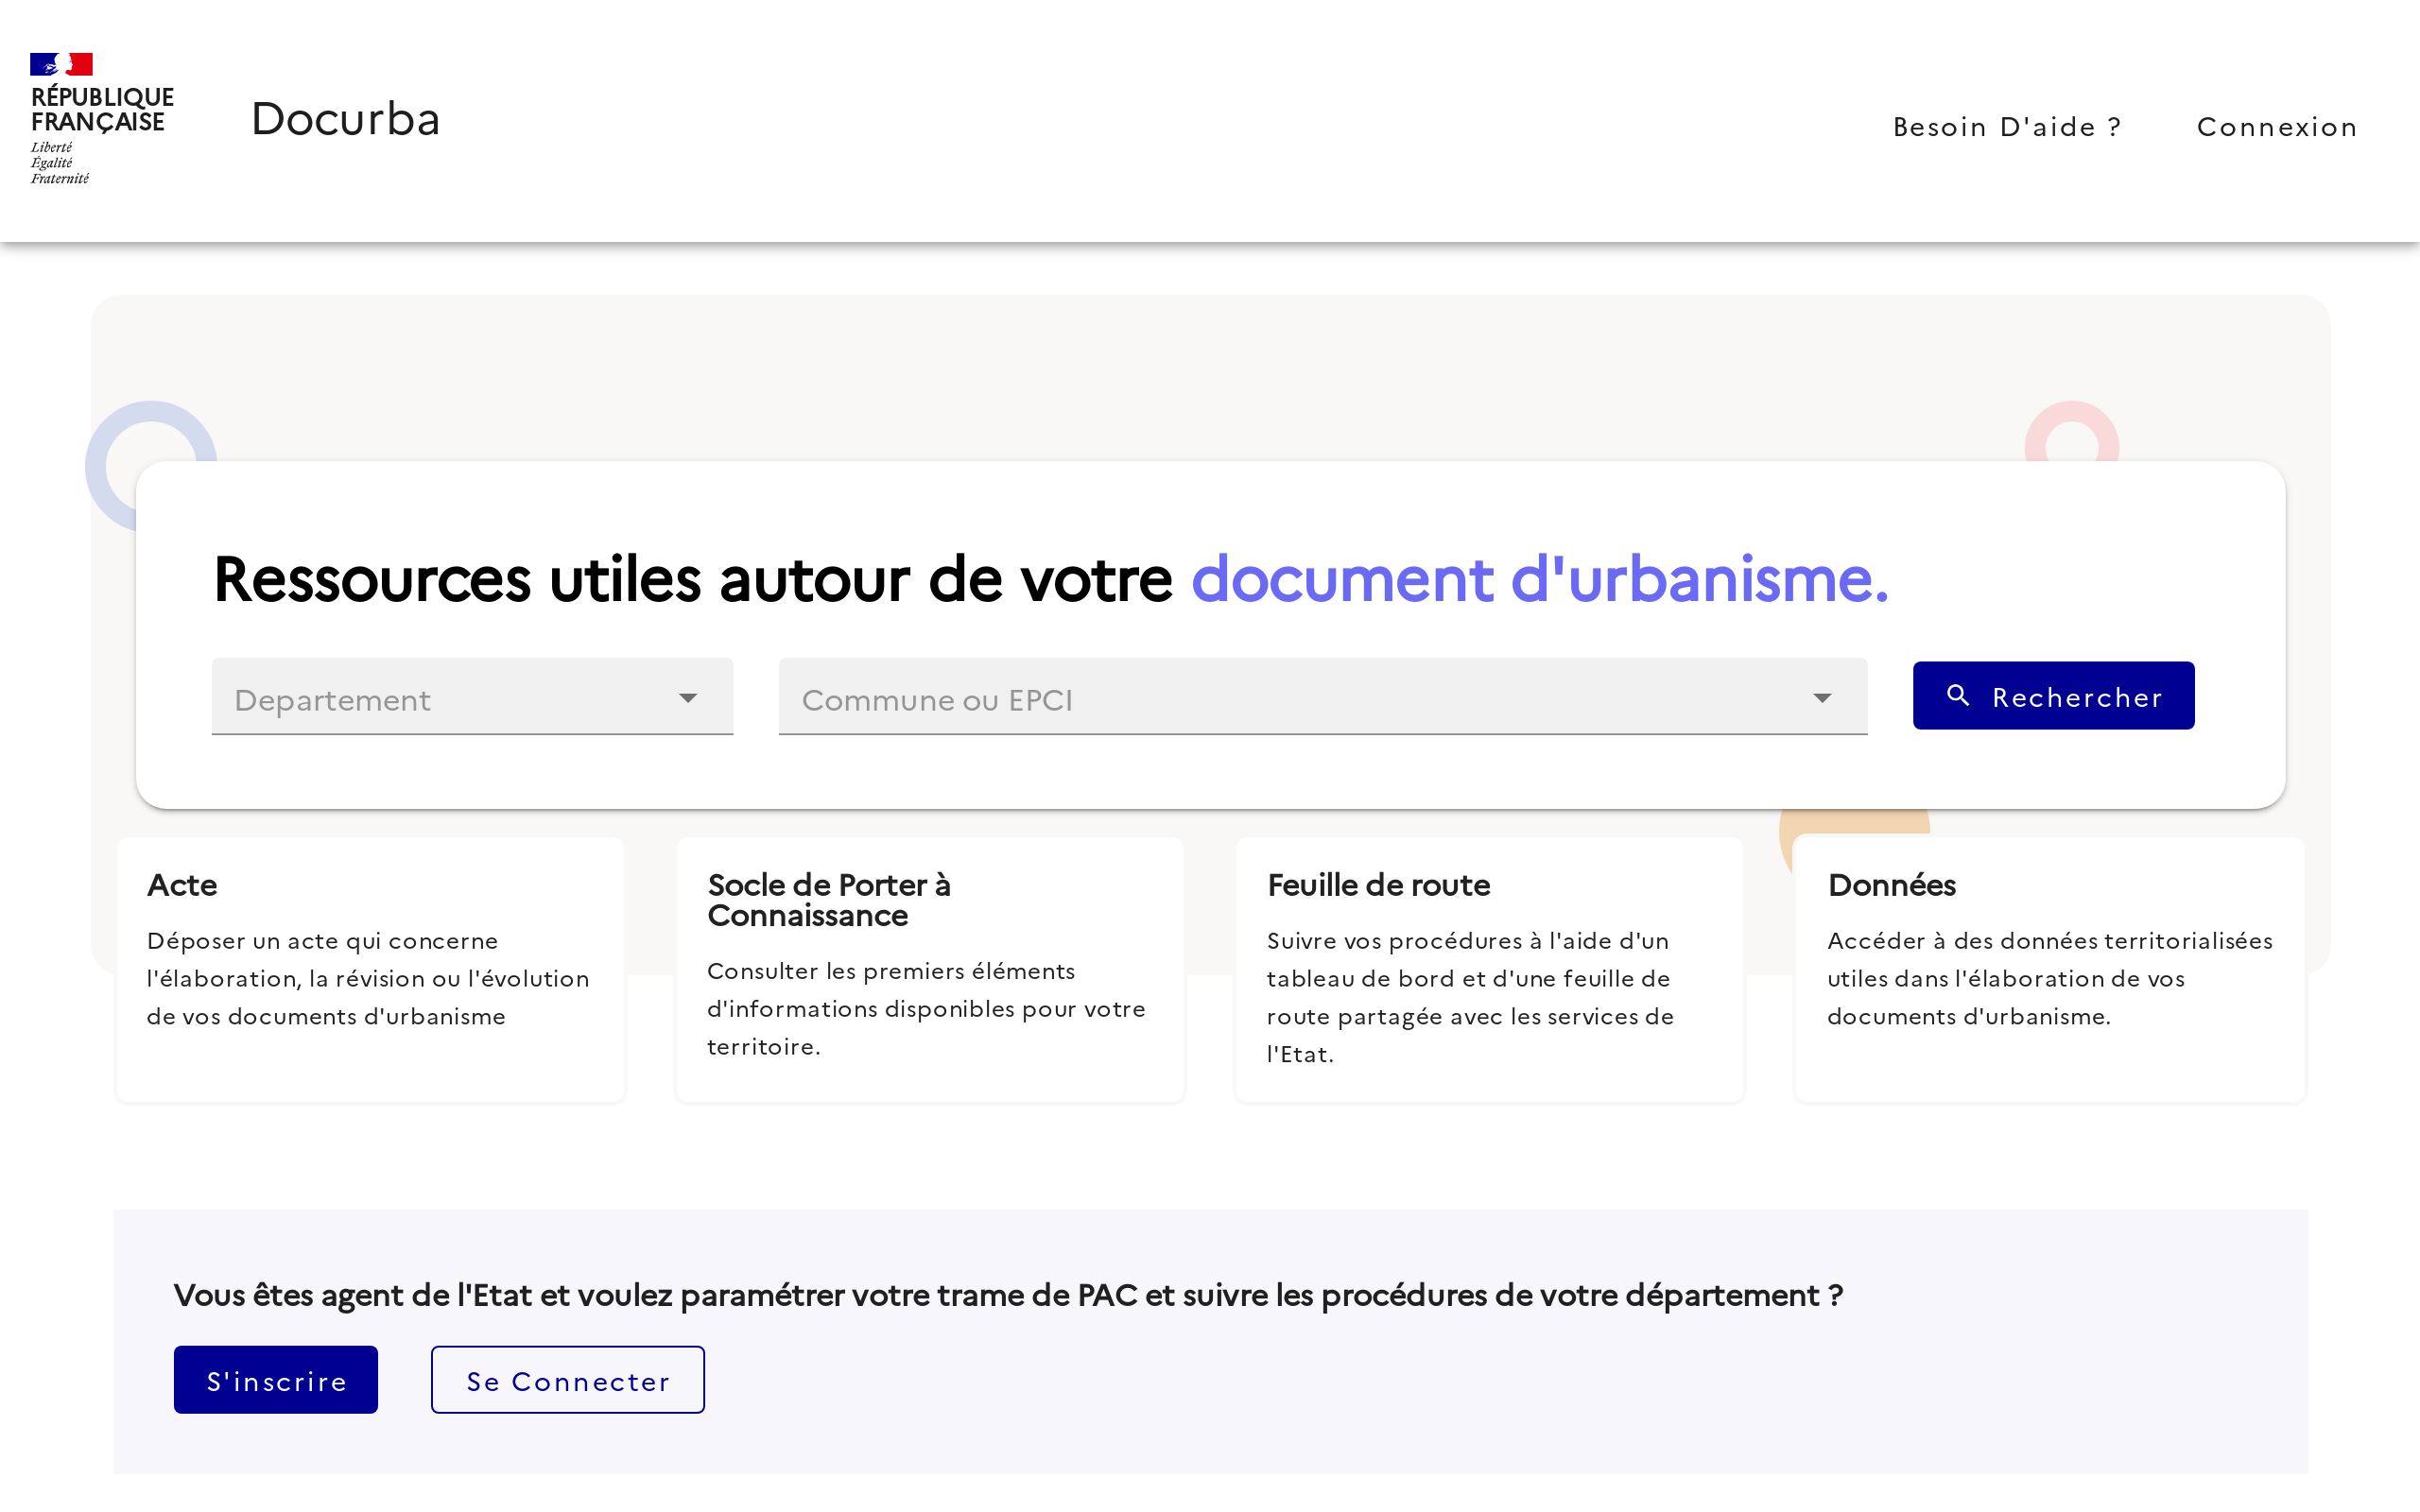 RÉPUBLIQUE
FRANÇAISE
Liberté
Égalité
Fraternité
Docurba
Besoin D'aide ?
Connexion
Ressources utiles autour de votre document d'urbanisme.
Departement
Commune ou EPCI
Rechercher
Acte
Déposer un acte qui concerne
l'élaboration, la révision ou l'évolution
de vos documents d'urbanisme
Socle de Porter à
Connaissance
Consulter les premiers éléments
d'informations disponibles pour votre
territoire.
Feuille de route
Suivre vos procédures à l'aide d'un
tableau de bord et d'une feuille de
route partagée avec les services de
l'Etat.
Données
Accéder à des données territorialisées
utiles dans l'élaboration de vos
documents d'urbanisme.
Vous êtes agent de l'Etat et voulez paramétrer votre trame de PAC et suivre les procédures de votre département ?
S'inscrire
Se Connecter